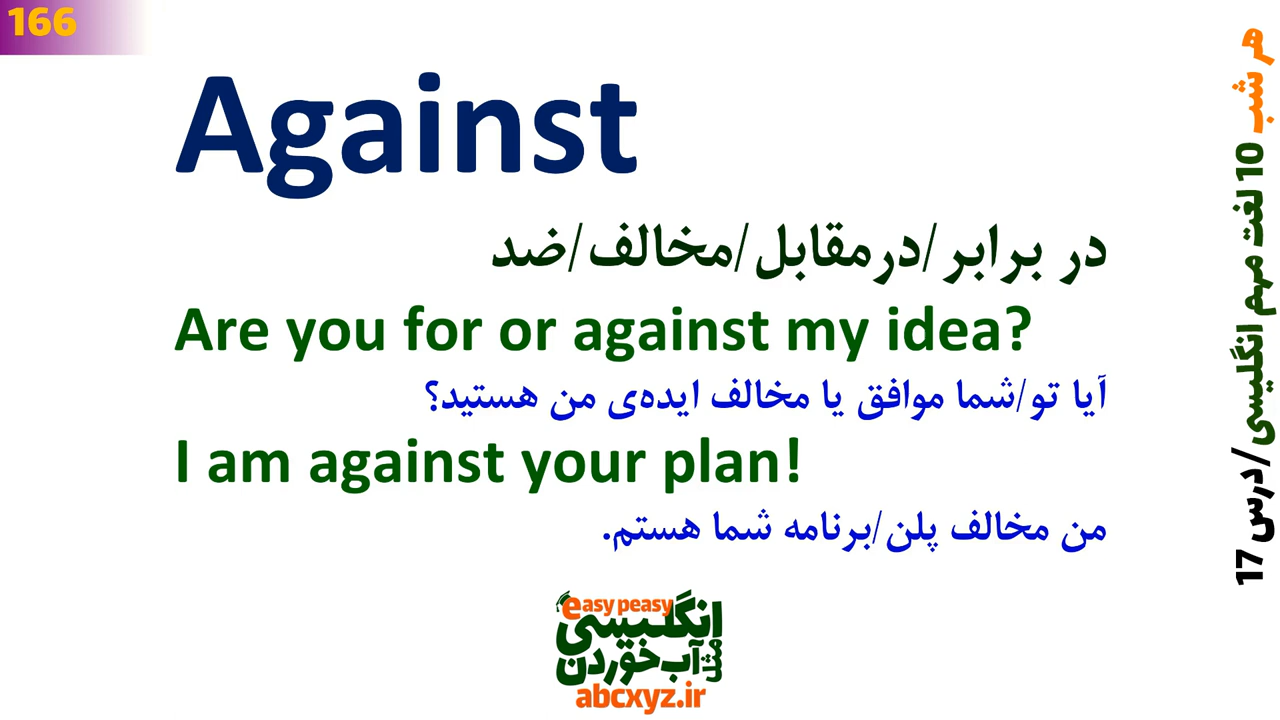 166
Against
در برابر/درمقابل/مخالف/ضد
Are you for or against my idea?
آیا تو/شما موافق یا مخالف ایده‌ی من هستید؟
I am against your plan!
من مخالف پلن/برنامه شما هستم.
هر شب 10 لغت مهم انگلیسی/درس 17
easy peasy
انگلیسی
مثل آب خوردن
abcxyz.ir